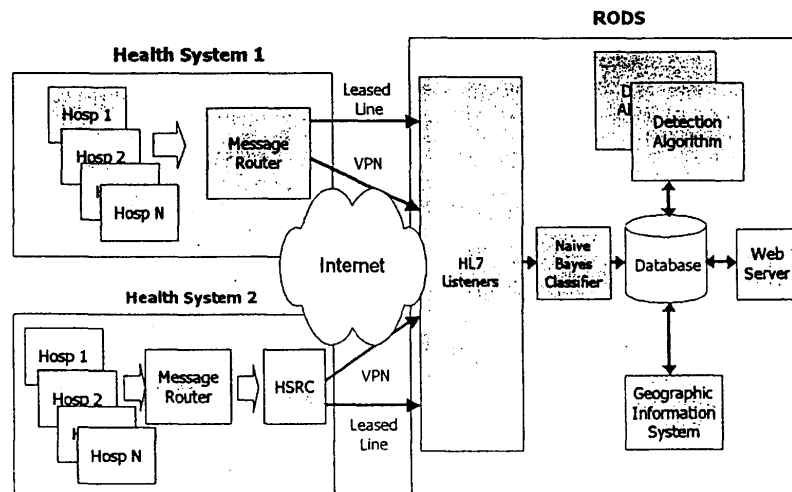 RODS
Health System 1
Hosp 1
Hosp 2
Hosp N
Message
Router
Leased
Line
VPN
Internet
HL7
Listeners
Naive
Bayes
Classifier
Database
Detection
Algorithm
Web
Server
Geographic
Information
System
Health System 2
Hosp 1
Hosp 2
Hosp N
Message
Router
HSRC
VPN
Leased
Line